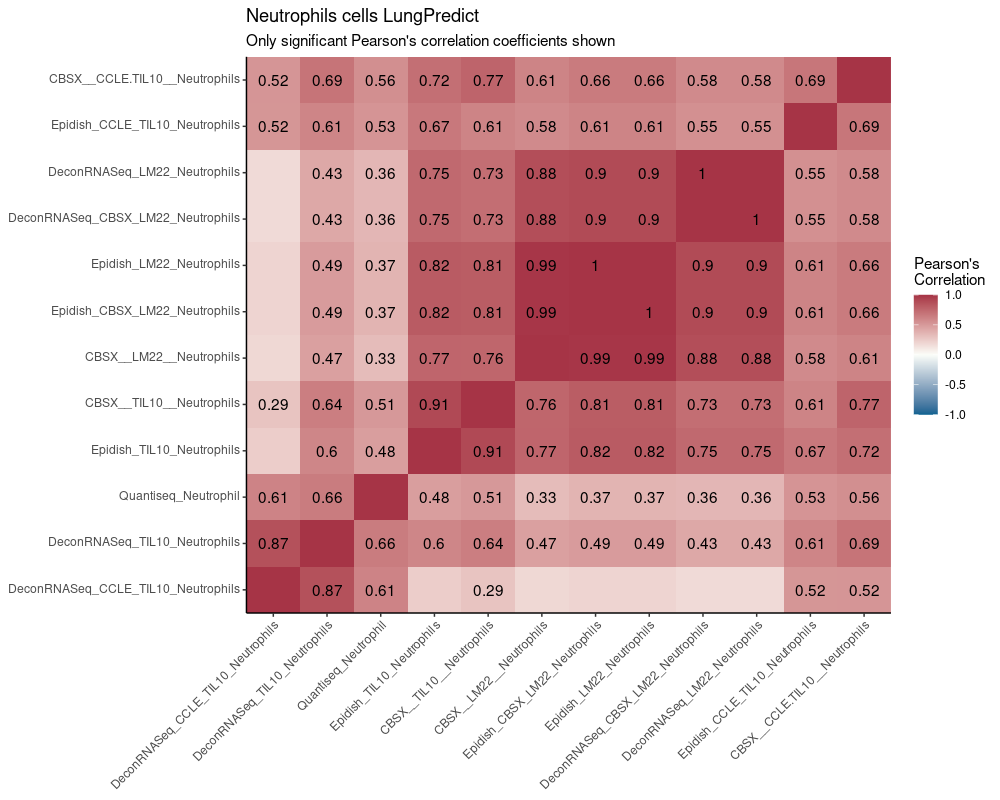 Neutrophils cells LungPredict
Only significant Pearson's correlation coefficients shown
CBSX__CCLE.TIL10__Neutrophils 0.52 0.69 0.56 0.72 0.77 0.61 0.66 0.66 0.58 0.58 0.69
Epidish_CCLE_TIL10_Neutrophils 0.52 0.61 0.53 0.67 0.61 0.58 0.61 0.61 0.55 0.55 0.69
DeconRNASeq_LM22_Neutrophils 0.43 0.36 0.75 0.73 0.88 0.9 0.9 1 0.55 0.58
DeconRNASeq_CBSX_LM22_Neutrophils 0.43 0.36 0.75 0.73 0.88 0.9 0.9 1 0.55 0.58
Epidish_LM22_Neutrophils 0.49 0.37 0.82 0.81 0.99 1 0.9 0.9 0.61 0.66
Epidish_CBSX_LM22_Neutrophils 0.49 0.37 0.82 0.81 0.99 1 0.9 0.9 0.61 0.66
CBSX__LM22__Neutrophils 0.47 0.33 0.77 0.76 0.99 0.99 0.88 0.88 0.58 0.61
CBSX__TIL10__Neutrophils 0.29 0.64 0.51 0.91 0.76 0.81 0.81 0.73 0.73 0.61 0.77
Epidish_TIL10_Neutrophils 0.6 0.48 0.91 0.77 0.82 0.82 0.75 0.75 0.67 0.72
Quantiseq_Neutrophil 0.61 0.66 0.48 0.51 0.33 0.37 0.37 0.36 0.36 0.53 0.56
DeconRNASeq_TIL10_Neutrophils 0.87 0.66 0.6 0.64 0.47 0.49 0.49 0.43 0.43 0.61 0.69
DeconRNASeq_CCLE_TIL10_Neutrophils 0.87 0.61 0.29 0.52 0.52
DeconRNASeq_CCLE_TIL10_Neutrophils
DeconRNASeq_TIL10_Neutrophils
Quantiseq_Neutrophil
Epidish_TIL10_Neutrophils
CBSX__TIL10__Neutrophils
CBSX__LM22__Neutrophils
Epidish_CBSX_LM22_Neutrophils
Epidish_LM22_Neutrophils
DeconRNASeq_CBSX_LM22_Neutrophils
DeconRNASeq_LM22_Neutrophils
Epidish_CCLE_TIL10_Neutrophils
CBSX__CCLE.TIL10__Neutrophils
Pearson's
Correlation
1.0
0.5
0.0
-0.5
-1.0